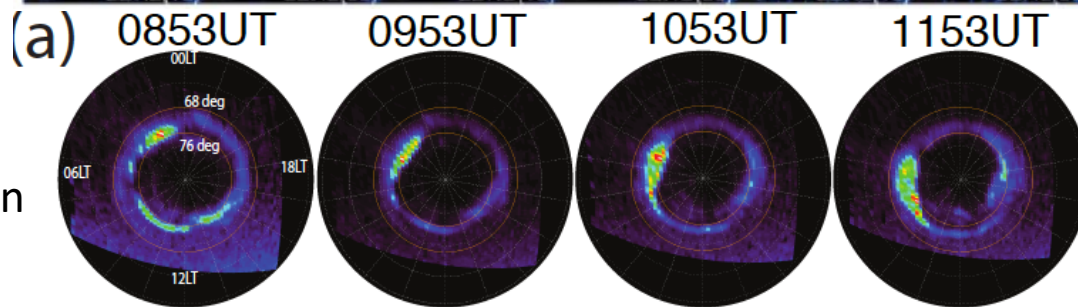 (a) 0853UT 0953UT 1053UT 1153UT
00LT
68 deg
76 deg
06LT 18LT
n
12LT